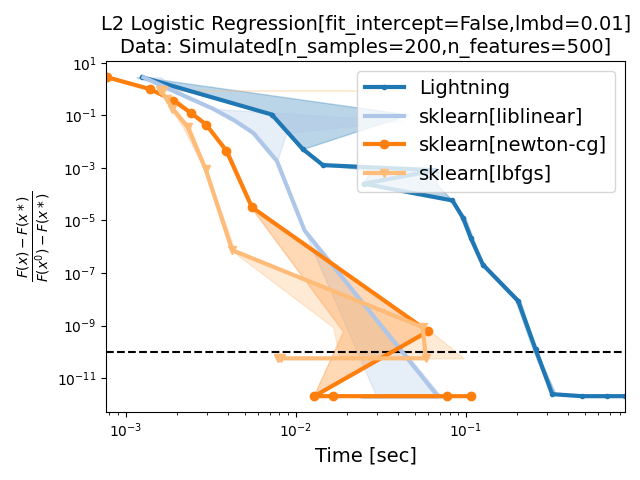 L2 Logistic Regression[fit_intercept=False,lmbd=0.01]
Data: Simulated[n_samples=200,n_features=500]
10¹
10⁻¹
10⁻³
10⁻⁵
10⁻⁷
10⁻⁹
10⁻¹¹
F(x) − F(x*)
F(x⁰) − F(x*)
Lightning
sklearn[liblinear]
sklearn[newton-cg]
sklearn[lbfgs]
10⁻³
10⁻²
10⁻¹
Time [sec]